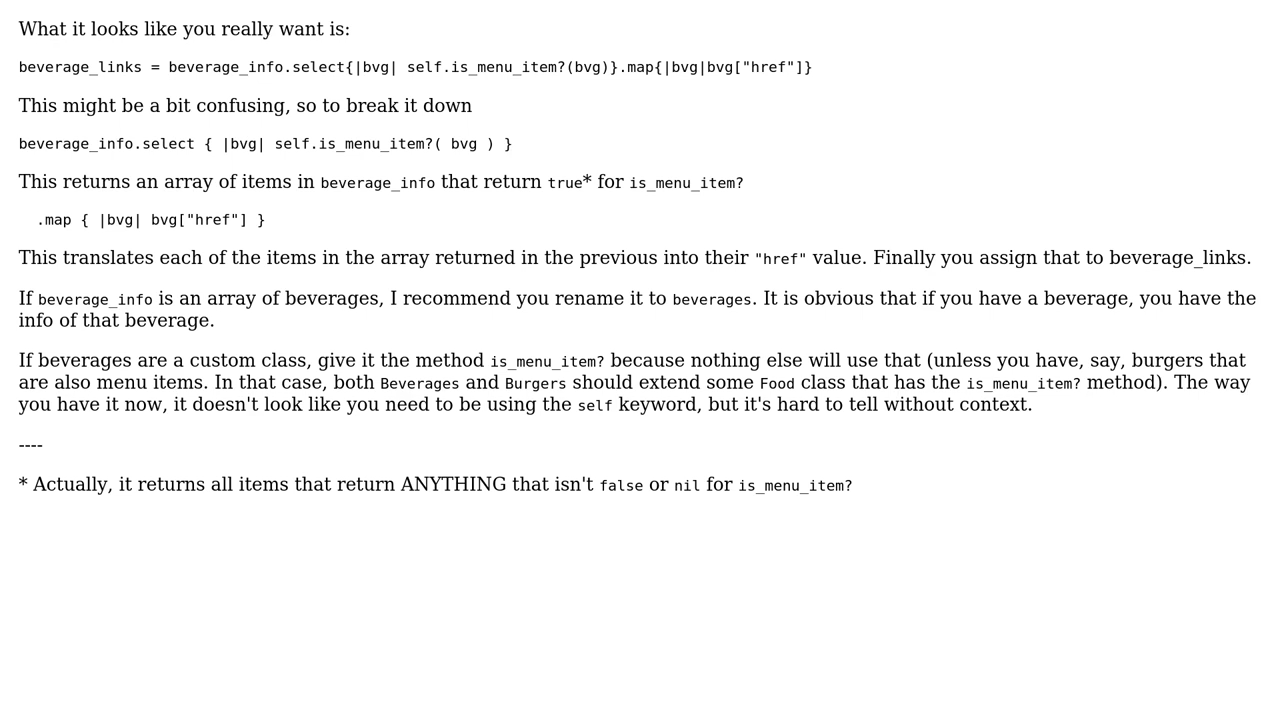 What it looks like you really want is:
beverage_links = beverage_info.select{|bvg| self.is_menu_item?(bvg)}.map{|bvg|bvg["href"]}
This might be a bit confusing, so to break it down
beverage_info.select { |bvg| self.is_menu_item?( bvg ) }
This returns an array of items in beverage_info that return true* for is_menu_item?
  .map { |bvg| bvg["href"] }
This translates each of the items in the array returned in the previous into their "href" value. Finally you assign that to beverage_links.
If beverage_info is an array of beverages, I recommend you rename it to beverages. It is obvious that if you have a beverage, you have the
info of that beverage.
If beverages are a custom class, give it the method is_menu_item? because nothing else will use that (unless you have, say, burgers that
are also menu items. In that case, both Beverages and Burgers should extend some Food class that has the is_menu_item? method). The way
you have it now, it doesn't look like you need to be using the self keyword, but it's hard to tell without context.
----
* Actually, it returns all items that return ANYTHING that isn't false or nil for is_menu_item?